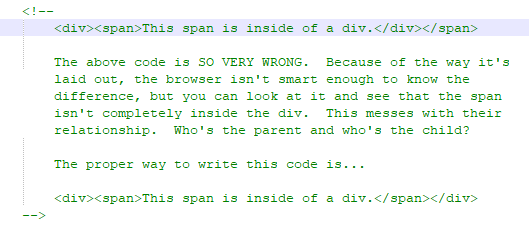 <!--
<div><span>This span is inside of a div.</div></span>
The above code is SO VERY WRONG.  Because of the way it's
laid out, the browser isn't smart enough to know the
difference, but you can look at it and see that the span
isn't completely inside the div.  This messes with their
relationship.  Who's the parent and who's the child?
The proper way to write this code is...
<div><span>This span is inside of a div.</span></div>
-->